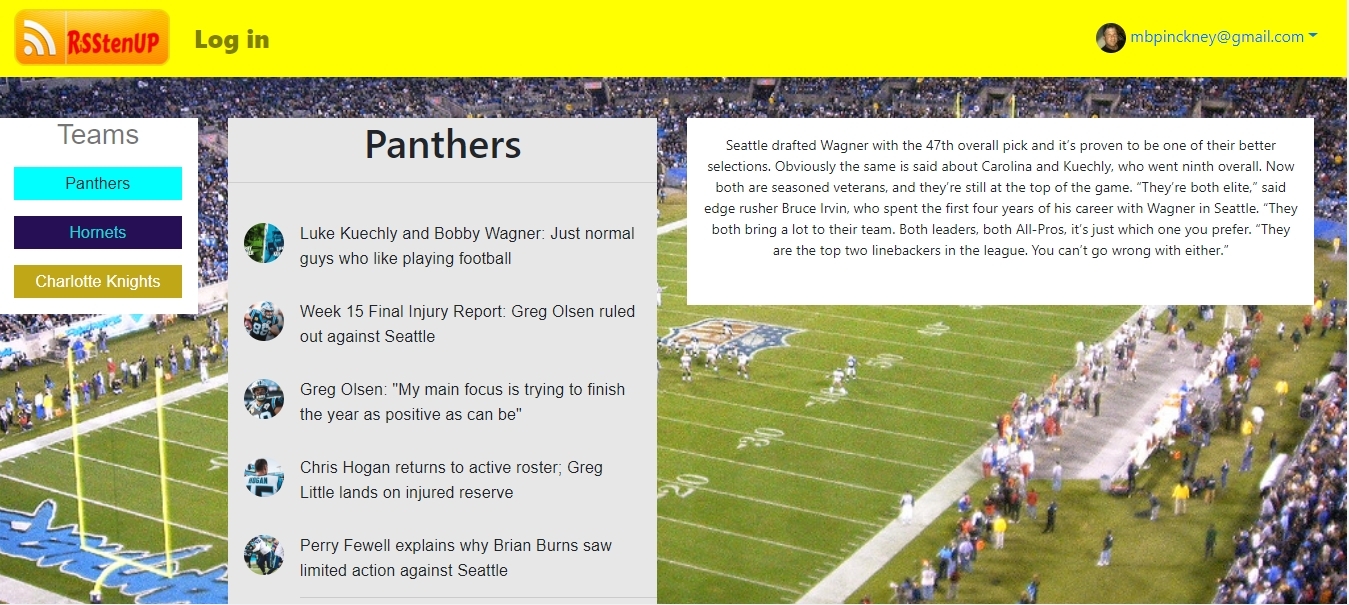 RSStenUP
Log in
mbpinckney@gmail.com
Teams
Panthers
Hornets
Charlotte Knights
Panthers
Luke Kuechly and Bobby Wagner: Just normal
guys who like playing football
Week 15 Final Injury Report: Greg Olsen ruled
out against Seattle
Greg Olsen: "My main focus is trying to finish
the year as positive as can be"
Chris Hogan returns to active roster; Greg
Little lands on injured reserve
HOGAN
Perry Fewell explains why Brian Burns saw
limited action against Seattle
Seattle drafted Wagner with the 47th overall pick and it’s proven to be one of their better
selections. Obviously the same is said about Carolina and Kuechly, who went ninth overall. Now
both are seasoned veterans, and they’re still at the top of the game. “They’re both elite,” said
edge rusher Bruce Irvin, who spent the first four years of his career with Wagner in Seattle. “They
both bring a lot to their team. Both leaders, both All-Pros, it’s just which one you prefer. “They
are the top two linebackers in the league. You can’t go wrong with either.”